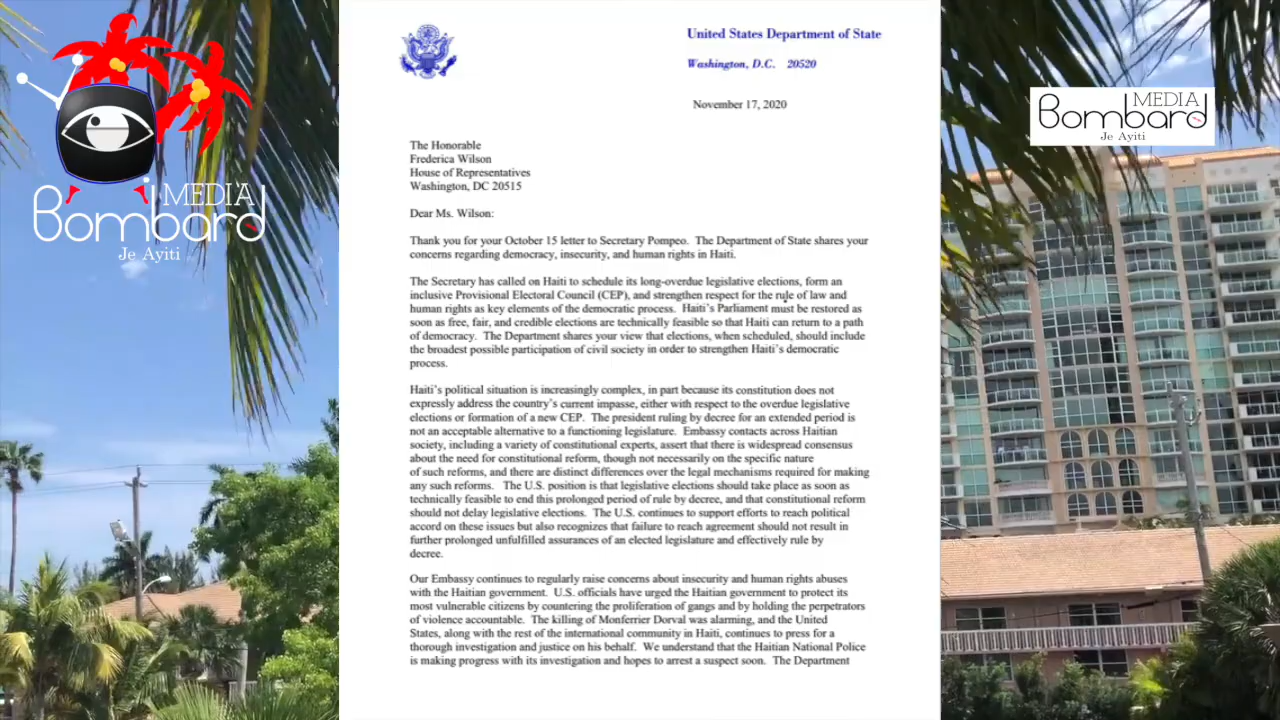 MEDIA
Bombard
Je Ayiti
United States Department of State
Washington, D.C. 20520
November 17, 2020
The Honorable
Frederica Wilson
House of Representatives
Washington, DC 20515
Dear Ms. Wilson:
Thank you for your October 15 letter to Secretary Pompeo. The Department of State shares your
concerns regarding democracy, insecurity, and human rights in Haiti.
The Secretary has called on Haiti to schedule its long-overdue legislative elections, form an
inclusive Provisional Electoral Council (CEP), and strengthen respect for the rule of law and
human rights as key elements of the democratic process. Haiti's Parliament must be restored as
soon as free, fair, and credible elections are technically feasible so that Haiti can return to a path
of democracy. The Department shares your view that elections, when scheduled, should include
the broadest possible participation of civil society in order to strengthen Haiti's democratic
process.
Haiti's political situation is increasingly complex, in part because its constitution does not
expressly address the country's current impasse, either with respect to the overdue legislative
elections or formation of a new CEP. The president ruling by decree for an extended period is
not an acceptable alternative to a functioning legislature. Embassy contacts across Haitian
society, including a variety of constitutional experts, assert that there is widespread consensus
about the need for constitutional reform, though not necessarily on the specific nature
of such reforms, and there are distinct differences over the legal mechanisms required for making
any such reforms. The U.S. position is that legislative elections should take place as soon as
technically feasible to end this prolonged period of rule by decree, and that constitutional reform
should not delay legislative elections. The U.S. continues to support efforts to reach political
accord on these issues but also recognizes that failure to reach agreement should not result in
further prolonged unfulfilled assurances of an elected legislature and effectively rule by
decree.
Our Embassy continues to regularly raise concerns about insecurity and human rights abuses
with the Haitian government. U.S. officials have urged the Haitian government to protect its
most vulnerable citizens by countering the proliferation of gangs and by holding the perpetrators
of violence accountable. The killing of Monferrier Dorval was alarming, and the United
States, along with the rest of the international community in Haiti, continues to press for a
thorough investigation and justice on his behalf. We understand that the Haitian National Police
is making progress with its investigation and hopes to arrest a suspect soon. The Department
MEDIA
Bombard
Je Ayiti